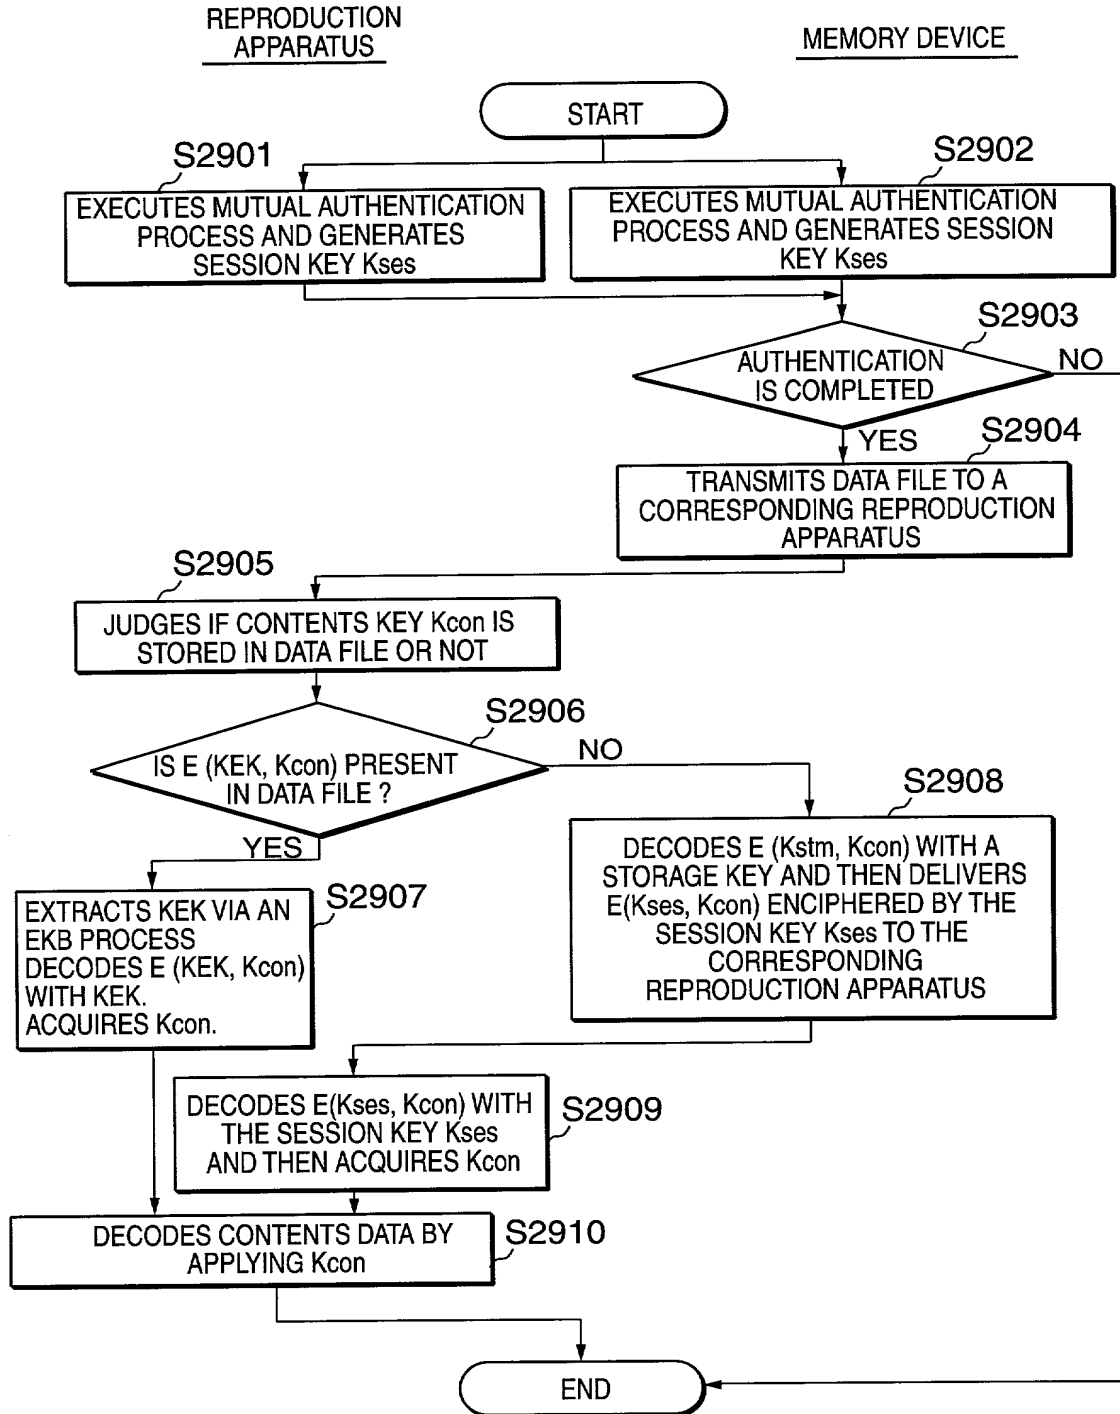 REPRODUCTION
APPARATUS
MEMORY DEVICE
START
S2901
S2902
EXECUTES MUTUAL AUTHENTICATION
PROCESS AND GENERATES
SESSION KEY Kses
EXECUTES MUTUAL AUTHENTICATION
PROCESS AND GENERATES SESSION
KEY Kses
S2903
AUTHENTICATION
IS COMPLETED
NO
YES
S2904
TRANSMITS DATA FILE TO A
CORRESPONDING REPRODUCTION
APPARATUS
S2905
JUDGES IF CONTENTS KEY Kcon IS
STORED IN DATA FILE OR NOT
S2906
IS E (KEK, Kcon) PRESENT
IN DATA FILE ?
NO
YES
S2908
DECODES E (Kstm, Kcon) WITH A
STORAGE KEY AND THEN DELIVERS
E(Kses, Kcon) ENCIPHERED BY THE
SESSION KEY Kses TO THE
CORRESPONDING
REPRODUCTION APPARATUS
S2907
EXTRACTS KEK VIA AN
EKB PROCESS
DECODES E (KEK, Kcon)
WITH KEK.
ACQUIRES Kcon.
S2909
DECODES E(Kses, Kcon) WITH
THE SESSION KEY Kses
AND THEN ACQUIRES Kcon
S2910
DECODES CONTENTS DATA BY
APPLYING Kcon
END